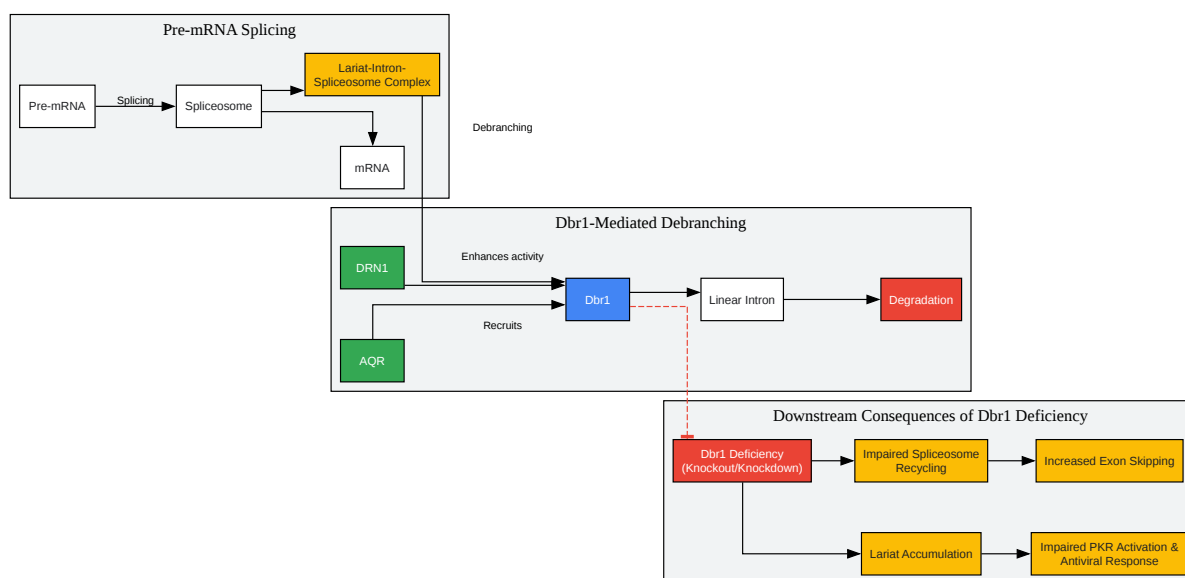 Pre-mRNA Splicing
Lariat-Intron-
Spliceosome Complex
Pre-mRNA
Splicing
Spliceosome
mRNA
Debranching
Dbr1-Mediated Debranching
DRN1
Enhances activity
Dbr1
Linear Intron
Degradation
Recruits
AQR
Downstream Consequences of Dbr1 Deficiency
Dbr1 Deficiency
(Knockout/Knockdown)
Impaired Spliceosome
Recycling
Increased Exon Skipping
Lariat Accumulation
Impaired PKR Activation &
Antiviral Response